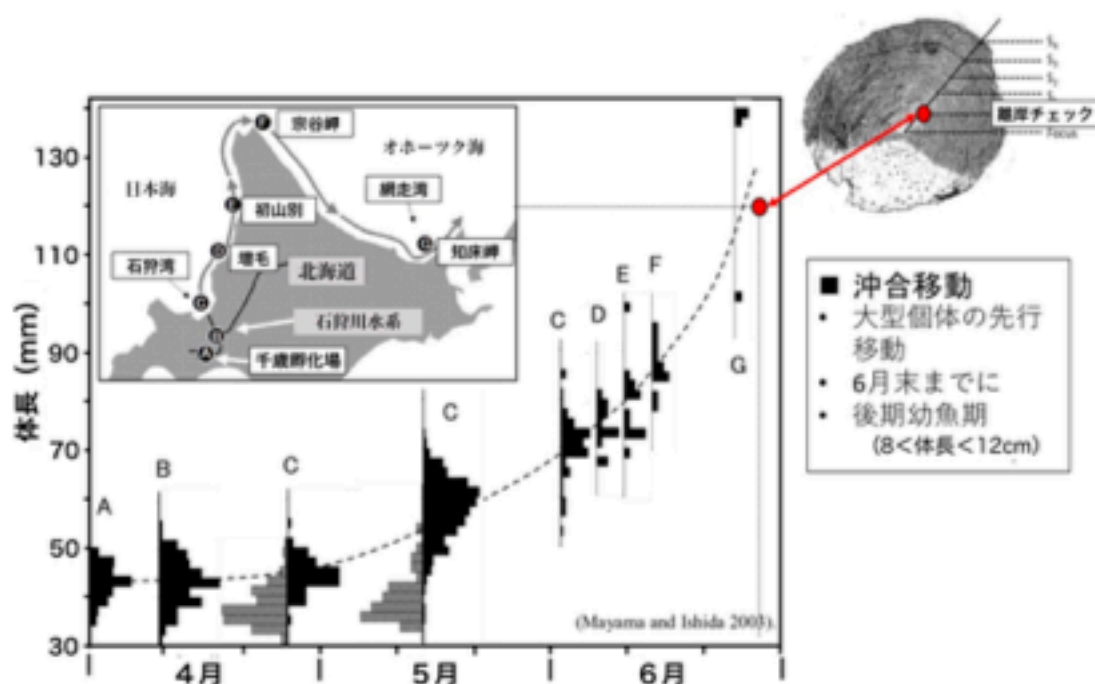 130
110
90
70
50
30
体長 (mm)
4月
5月
6月
日本海
オホーツク海
宗谷岬
網走湾
知床岬
初山別
増毛
石狩湾
北海道
石狩川水系
千歳孵化場
A
C
E
F
G
A
B
C
C
C
D
E
F
G
(Mayama and Ishida 2003).
離岸チェック
Focus
■ 沖合移動
• 大型個体の先行
移動
• 6月末までに
• 後期幼魚期
(8<体長<12cm)